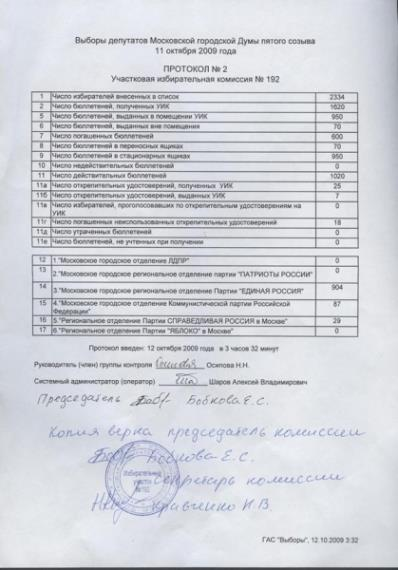 Выборы депутатов Московской городской Думы пятого созыва
11 октября 2009 года
ПРОТОКОЛ № 2
Участковая избирательная комиссия № 192
1 Число избирателей внесенных в список 2334
2 Число бюллетеней, полученных УИК 1620
5 Число бюллетеней, выданных в помещении УИК 950
6 Число бюллетеней, выданных вне помещения 70
7 Число погашенных бюллетеней 600
8 Число бюллетеней в переносных ящиках 70
9 Число бюллетеней в стационарных ящиках 950
10 Число недействительных бюллетеней 0
11 Число действительных бюллетеней 1020
11а Число открепительных удостоверений, полученных УИК 25
11б Число открепительных удостоверений, выданных УИК 7
11в Число избирателей, проголосовавших по открепительным удостоверениям на 0
УИК
11г Число погашенных неиспользованных открепительных удостоверений 18
11д Число утраченных бюллетеней 0
11е Число бюллетеней, не учтенных при получении 0
12 1."Московское городское отделение ЛДПР" 0
13 2."Московское городское региональное отделение партии "ПАТРИОТЫ РОССИИ" 0
14 3."Московское городское региональное отделение Партии "ЕДИНАЯ РОССИЯ" 904
15 4."Московское городское отделение Коммунистической партии Российской 87
Федерации"
16 5."Региональное отделение Партии СПРАВЕДЛИВАЯ РОССИЯ в Москве" 29
17 6."Региональное отделение Партии "ЯБЛОКО" в Москве" 0
Протокол введен: 12 октября 2009 года в 3 часов 32 минут
Руководитель (член) группы контроля Осипова Н.Н.
Системный администратор (оператор) Шаров Алексей Владимирович
Председатель Бобкова Е.С.
Копия верна председатель комиссии
Бобкова Е.С.
Избирательный
участок
№ 192
Секретарь комиссии
Кравченко И.В.
ГАС "Выборы", 12.10.2009 3:32